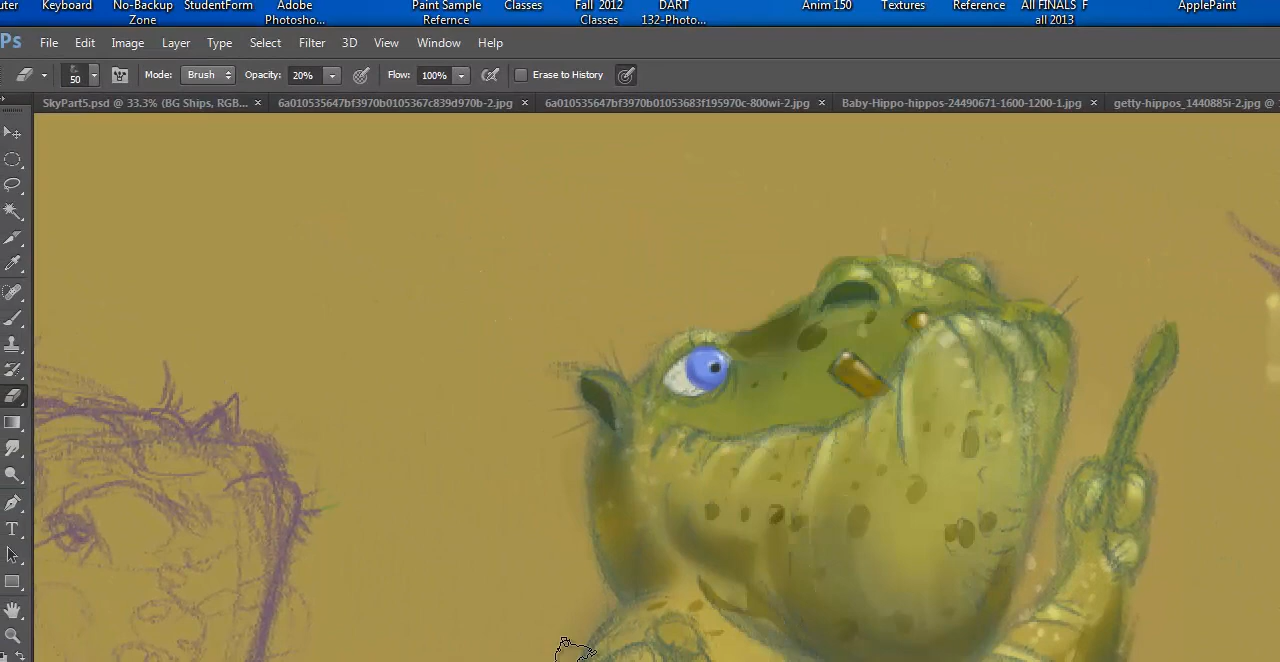 uter Keyboard No-Backup StudentForm Adobe Paint Sample Classes Fall 2012 DART Anim 150 Textures Reference All FINALS F ApplePaint
Zone Photosho... Refernce Classes 132-Photo... all 2013
Ps File Edit Image Layer Type Select Filter 3D View Window Help
50 Mode: Brush Opacity: 20% Flow: 100% Erase to History
SkyPart5.psd @ 33.3% (BG Ships, RGB... × 6a010535647bf3970b0105367c839d970b-2.jpg × 6a010535647bf3970b01053683f195970c-800wi-2.jpg × Baby-Hippo-hippos-24490671-1600-1200-1.jpg × getty-hippos_1440885i-2.jpg @
T